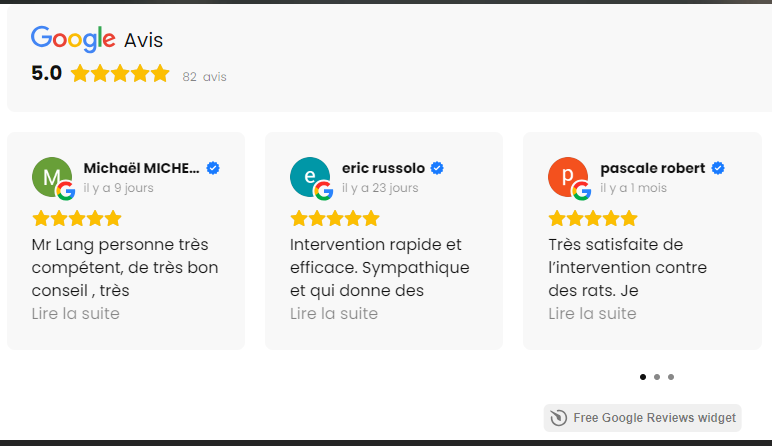 Google Avis
5.0 82 avis
M
Michaël MICHE...
il y a 9 jours
Mr Lang personne très
compétent, de très bon
conseil , très
Lire la suite
e
eric russolo
il y a 23 jours
Intervention rapide et
efficace. Sympathique
et qui donne des
Lire la suite
p
pascale robert
il y a 1 mois
Très satisfaite de
l’intervention contre
des rats. Je
Lire la suite
Free Google Reviews widget